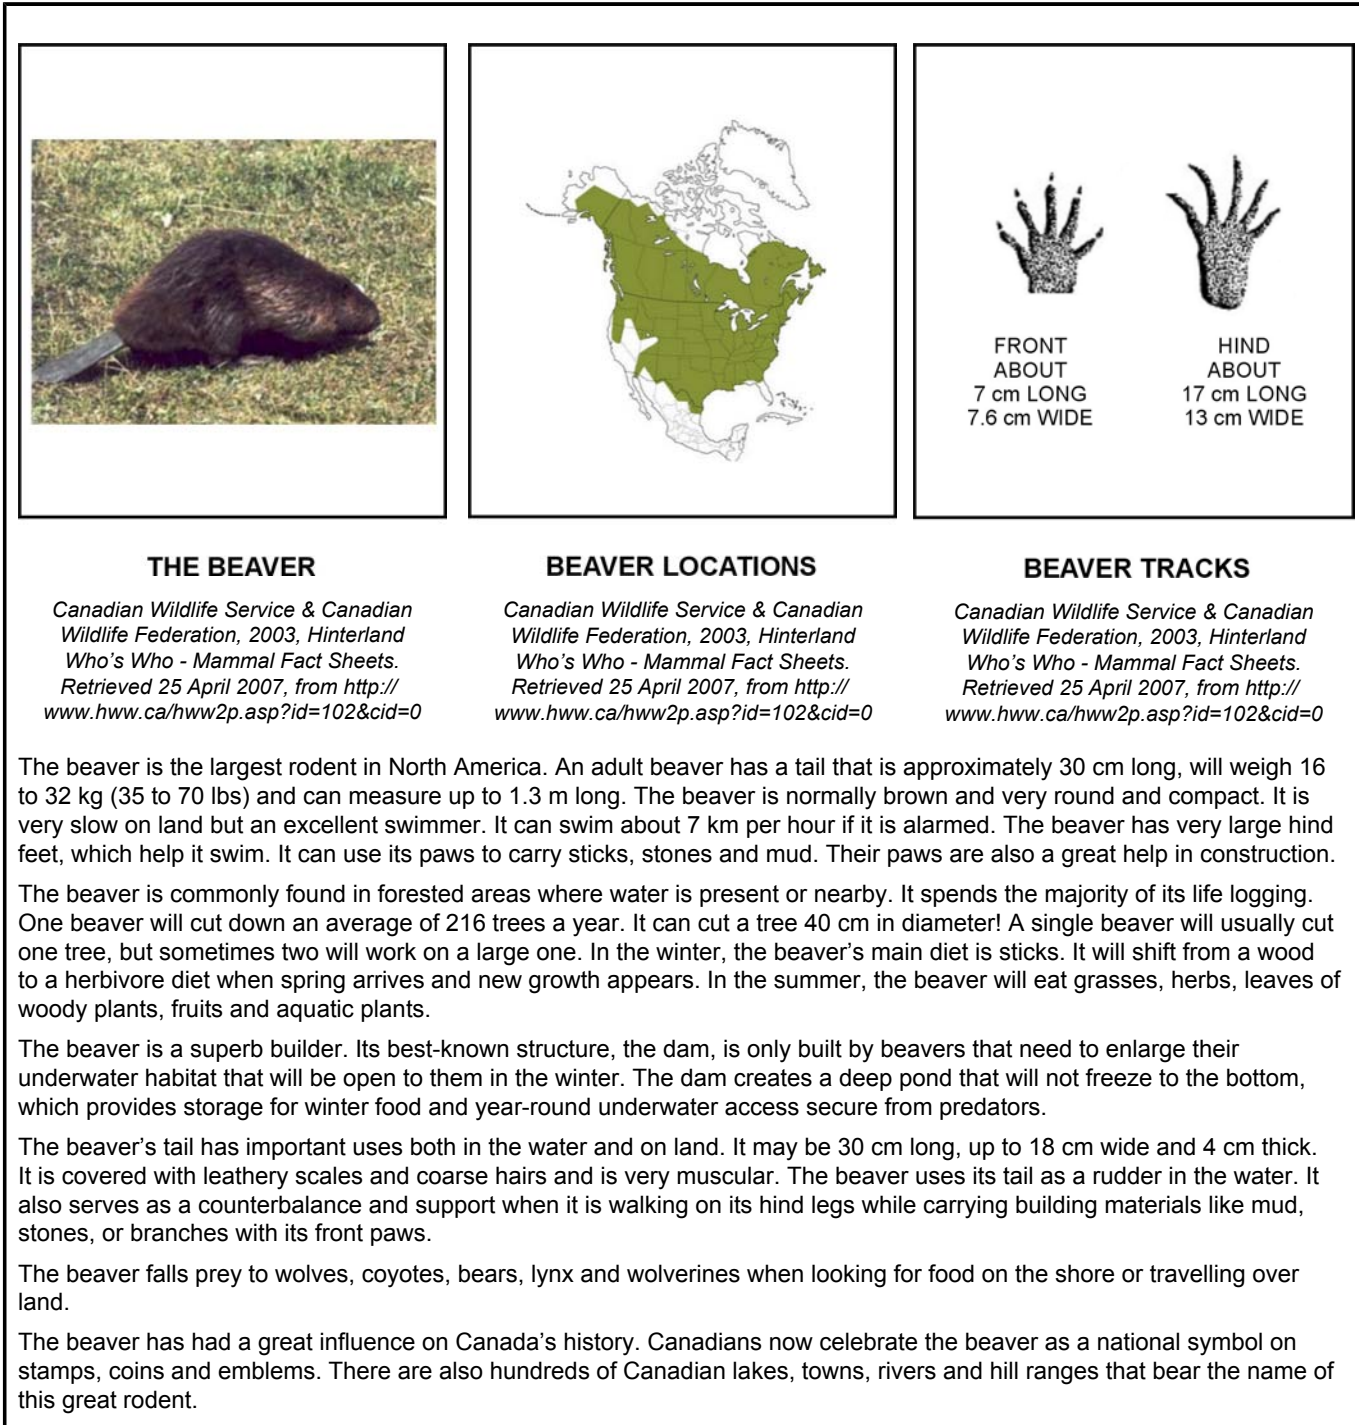 FRONT
ABOUT
7 cm LONG
7.6 cm WIDE
HIND
ABOUT
17 cm LONG
13 cm WIDE
THE BEAVER
Canadian Wildlife Service & Canadian
Wildlife Federation, 2003, Hinterland
Who's Who - Mammal Fact Sheets.
Retrieved 25 April 2007, from http://
www.hww.ca/hww2p.asp?id=102&cid=0
BEAVER LOCATIONS
Canadian Wildlife Service & Canadian
Wildlife Federation, 2003, Hinterland
Who's Who - Mammal Fact Sheets.
Retrieved 25 April 2007, from http://
www.hww.ca/hww2p.asp?id=102&cid=0
BEAVER TRACKS
Canadian Wildlife Service & Canadian
Wildlife Federation, 2003, Hinterland
Who's Who - Mammal Fact Sheets.
Retrieved 25 April 2007, from http://
www.hww.ca/hww2p.asp?id=102&cid=0
The beaver is the largest rodent in North America. An adult beaver has a tail that is approximately 30 cm long, will weigh 16
to 32 kg (35 to 70 lbs) and can measure up to 1.3 m long. The beaver is normally brown and very round and compact. It is
very slow on land but an excellent swimmer. It can swim about 7 km per hour if it is alarmed. The beaver has very large hind
feet, which help it swim. It can use its paws to carry sticks, stones and mud. Their paws are also a great help in construction.
The beaver is commonly found in forested areas where water is present or nearby. It spends the majority of its life logging.
One beaver will cut down an average of 216 trees a year. It can cut a tree 40 cm in diameter! A single beaver will usually cut
one tree, but sometimes two will work on a large one. In the winter, the beaver's main diet is sticks. It will shift from a wood
to a herbivore diet when spring arrives and new growth appears. In the summer, the beaver will eat grasses, herbs, leaves of
woody plants, fruits and aquatic plants.
The beaver is a superb builder. Its best-known structure, the dam, is only built by beavers that need to enlarge their
underwater habitat that will be open to them in the winter. The dam creates a deep pond that will not freeze to the bottom,
which provides storage for winter food and year-round underwater access secure from predators.
The beaver's tail has important uses both in the water and on land. It may be 30 cm long, up to 18 cm wide and 4 cm thick.
It is covered with leathery scales and coarse hairs and is very muscular. The beaver uses its tail as a rudder in the water. It
also serves as a counterbalance and support when it is walking on its hind legs while carrying building materials like mud,
stones, or branches with its front paws.
The beaver falls prey to wolves, coyotes, bears, lynx and wolverines when looking for food on the shore or travelling over
land.
The beaver has had a great influence on Canada's history. Canadians now celebrate the beaver as a national symbol on
stamps, coins and emblems. There are also hundreds of Canadian lakes, towns, rivers and hill ranges that bear the name of
this great rodent.